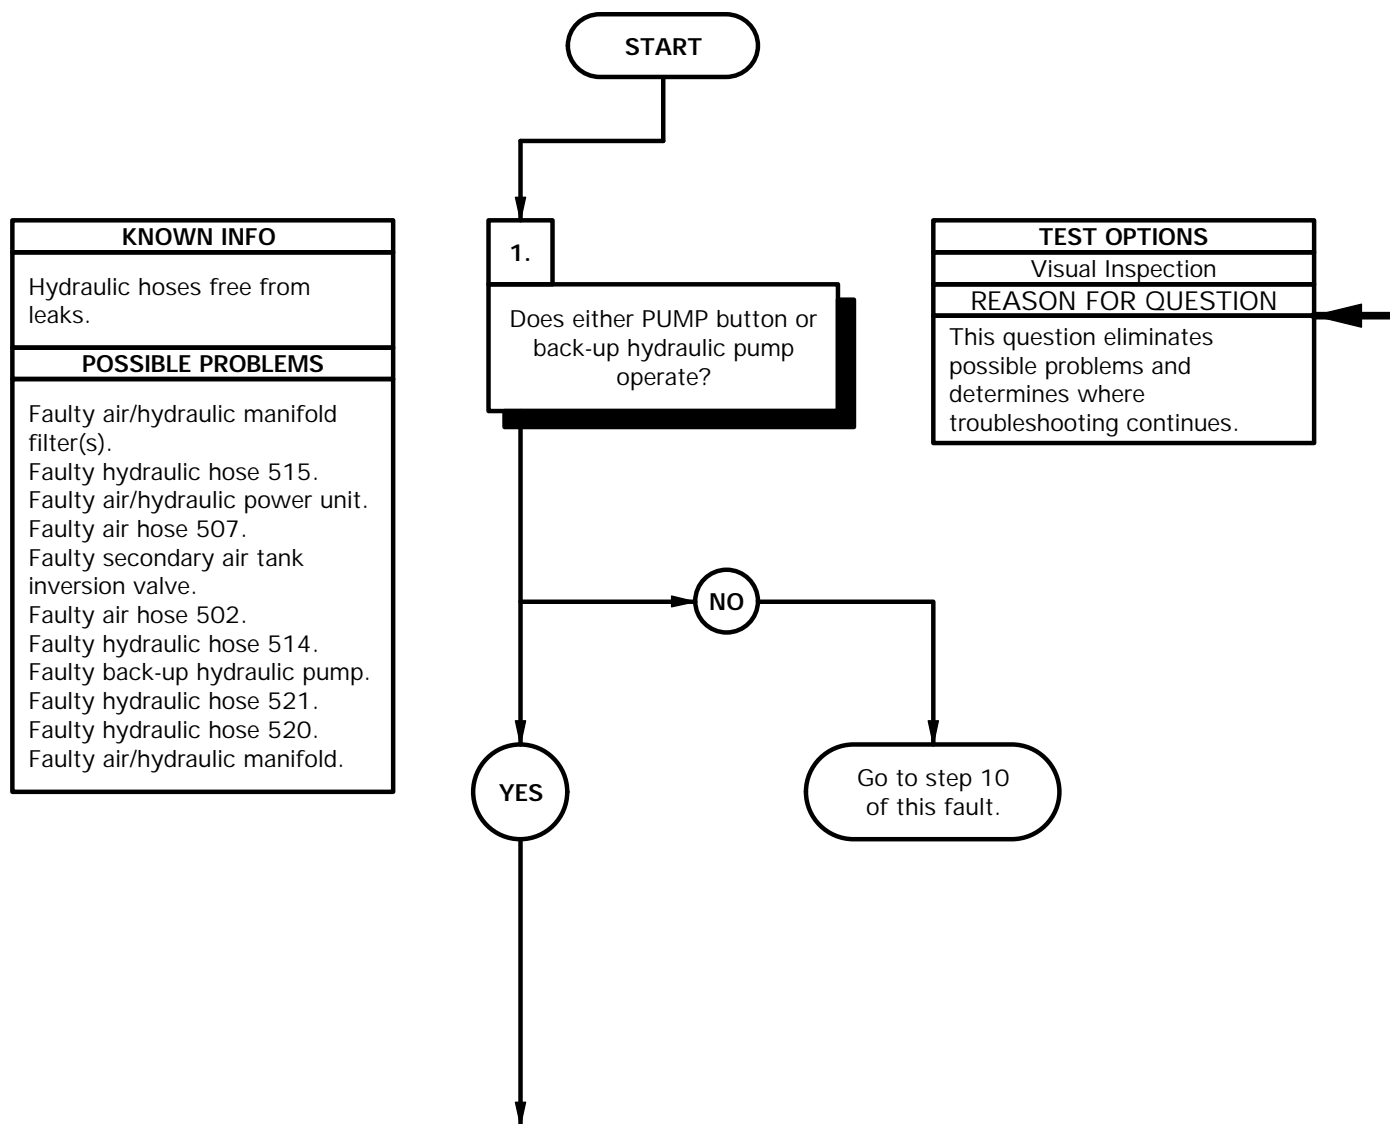 START
KNOWN INFO
Hydraulic hoses free from
leaks.
POSSIBLE PROBLEMS
Faulty air/hydraulic manifold
filter(s).
Faulty hydraulic hose 515.
Faulty air/hydraulic power unit.
Faulty air hose 507.
Faulty secondary air tank
inversion valve.
Faulty air hose 502.
Faulty hydraulic hose 514.
Faulty back-up hydraulic pump.
Faulty hydraulic hose 521.
Faulty hydraulic hose 520.
Faulty air/hydraulic manifold.
1.
Does either PUMP button or
back-up hydraulic pump
operate?
TEST OPTIONS
Visual Inspection
REASON FOR QUESTION
This question eliminates
possible problems and
determines where
troubleshooting continues.
NO
YES
Go to step 10
of this fault.